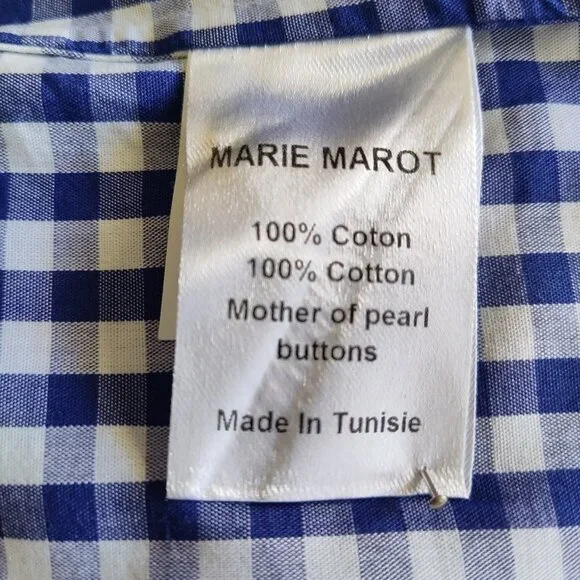 MARIE MAROT
100% Coton
100% Cotton
Mother of pearl
buttons
Made In Tunisie